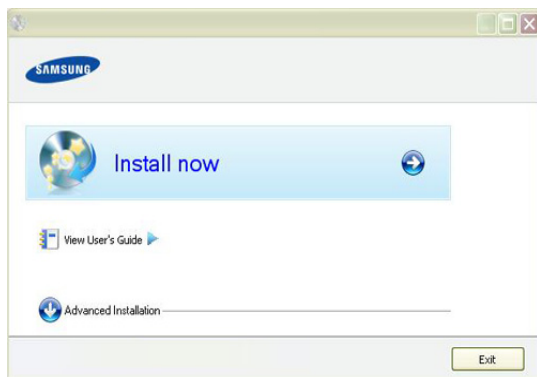 SAMSUNG
Install now
View User's Guide
Advanced Installation
Exit